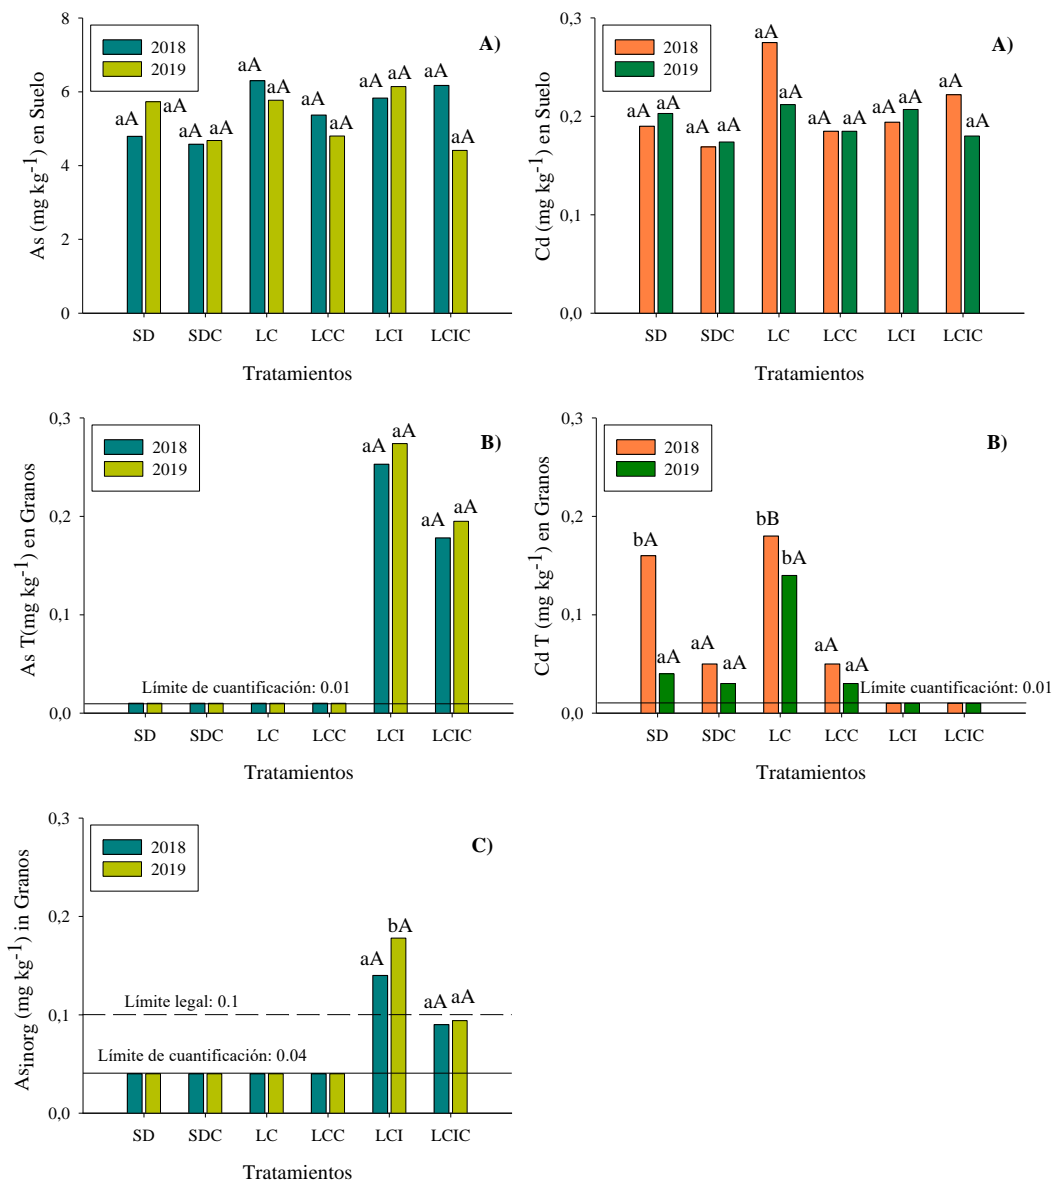 8
6
4
2
0
As (mg kg-1) en Suelo
2018
2019
A)
aA
aA
aA
aA
aA
aA
aA
aA
aA
aA
aA
aA
SD SDC LC LCC LCI LCIC
Tratamientos
0,3
0,2
0,1
0,0
Cd (mg kg-1) en Suelo
2018
2019
A)
aA
aA
aA
aA
aA
aA
aA
aA
aA
aA
aA
aA
SD SDC LC LCC LCI LCIC
Tratamientos
0,3
0,2
0,1
0,0
As T(mg kg-1) en Granos
2018
2019
B)
aA
aA
aA
aA
Límite de cuantificación: 0.01
SD SDC LC LCC LCI LCIC
Tratamientos
0,3
0,2
0,1
0,0
Cd T (mg kg-1) en Granos
2018
2019
B)
bA
aA
aA
aA
bB
bA
aA
aA
Límite cuantificaciónt: 0.01
SD SDC LC LCC LCI LCIC
Tratamientos
0,3
0,2
0,1
0,0
Asinorg (mg kg-1) in Granos
2018
2019
C)
aA
bA
aA
aA
Límite legal: 0.1
Límite de cuantificación: 0.04
SD SDC LC LCC LCI LCIC
Tratamientos